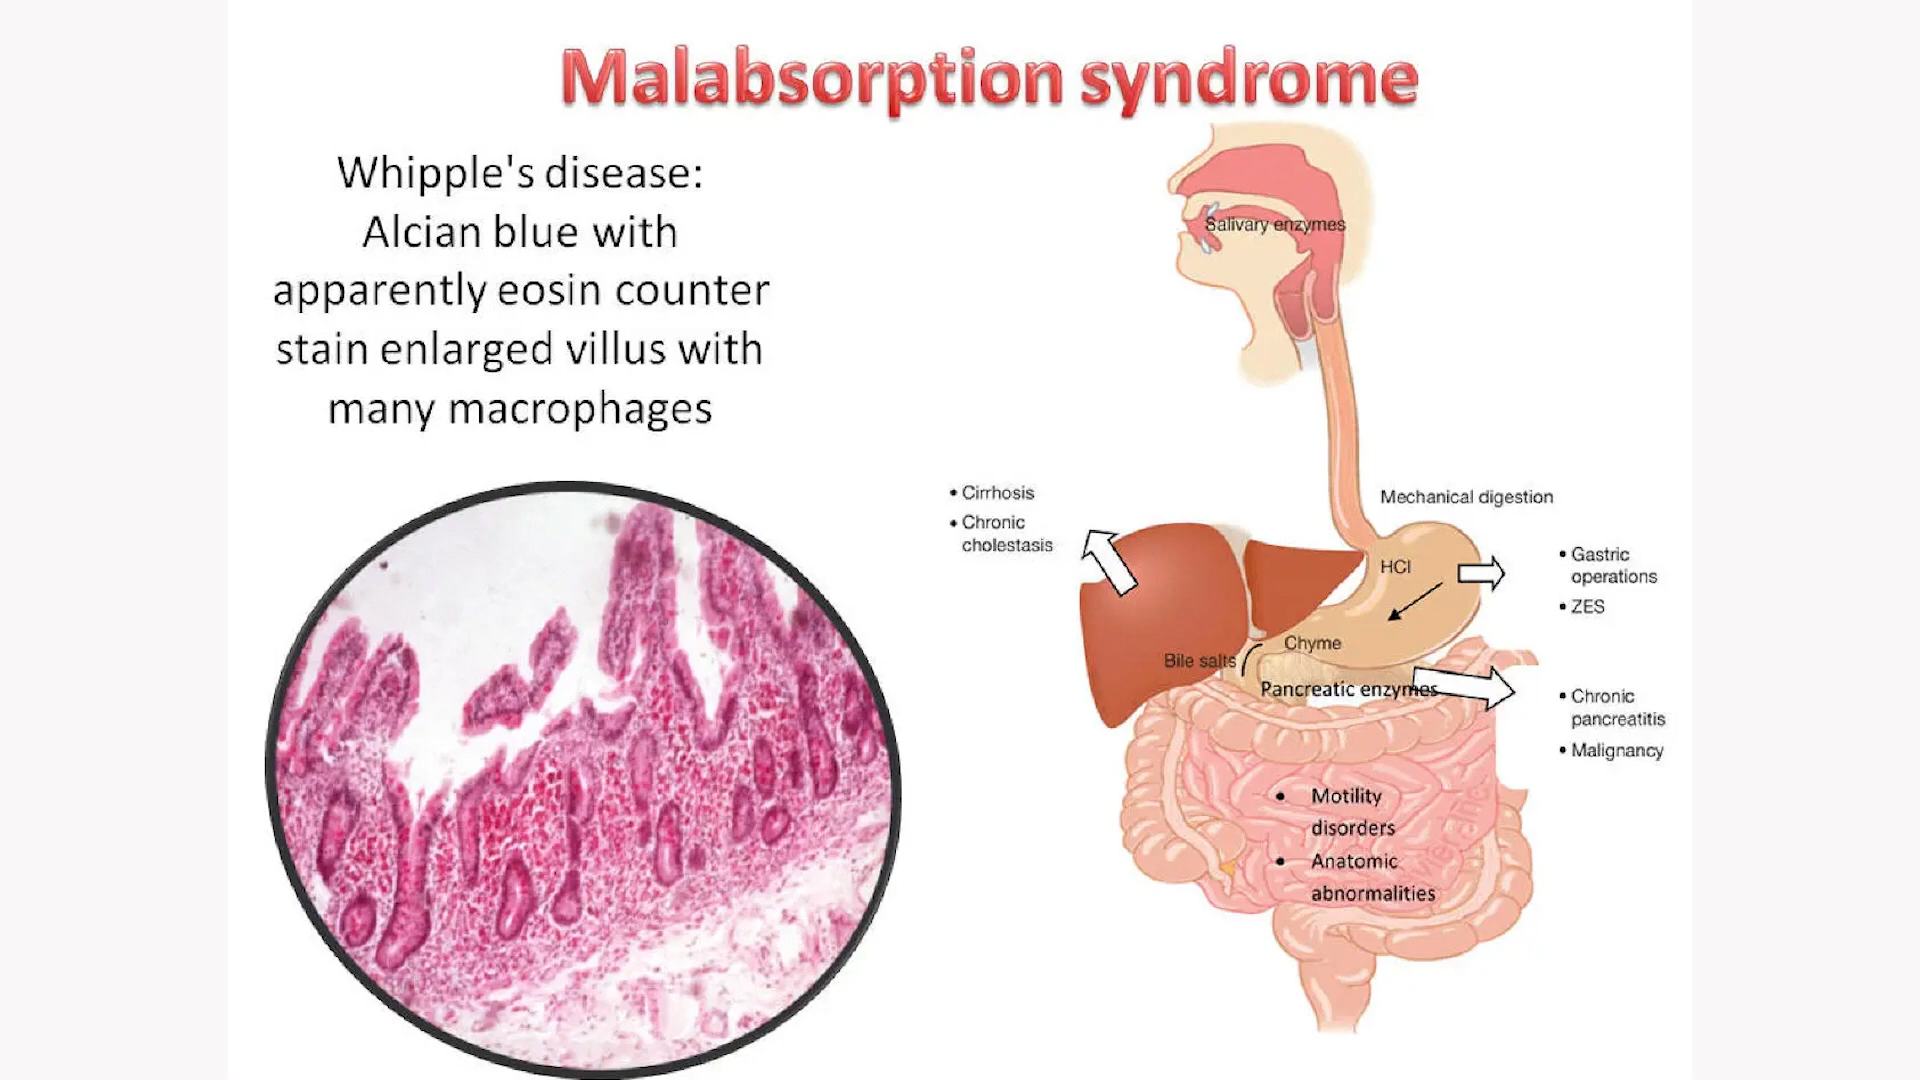 Malabsorption syndrome
Whipple's disease:
Alcian blue with
apparently eosin counter
stain enlarged villus with
many macrophages
Salivary enzymes
• Cirrhosis
• Chronic
cholestasis
Mechanical digestion
HCl
• Gastric
operations
• ZES
Chyme
Bile salts
Pancreatic enzymes
• Chronic
pancreatitis
• Malignancy
• Motility
disorders
• Anatomic
abnormalities